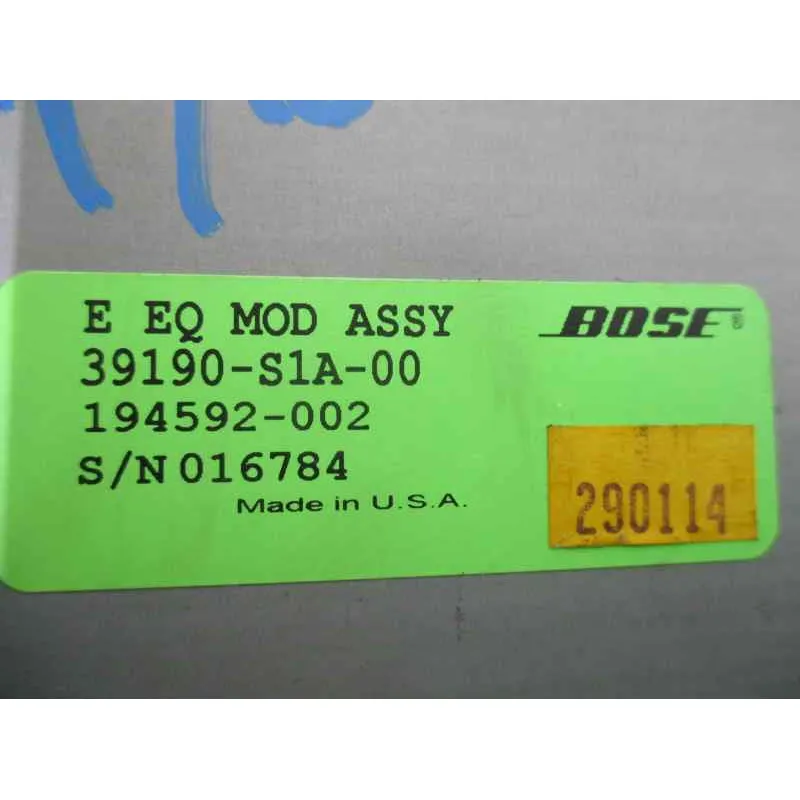 E EQ MOD ASSY
BOSE®
39190-S1A-00
194592-002
S/N 016784
Made in U.S.A.
290114